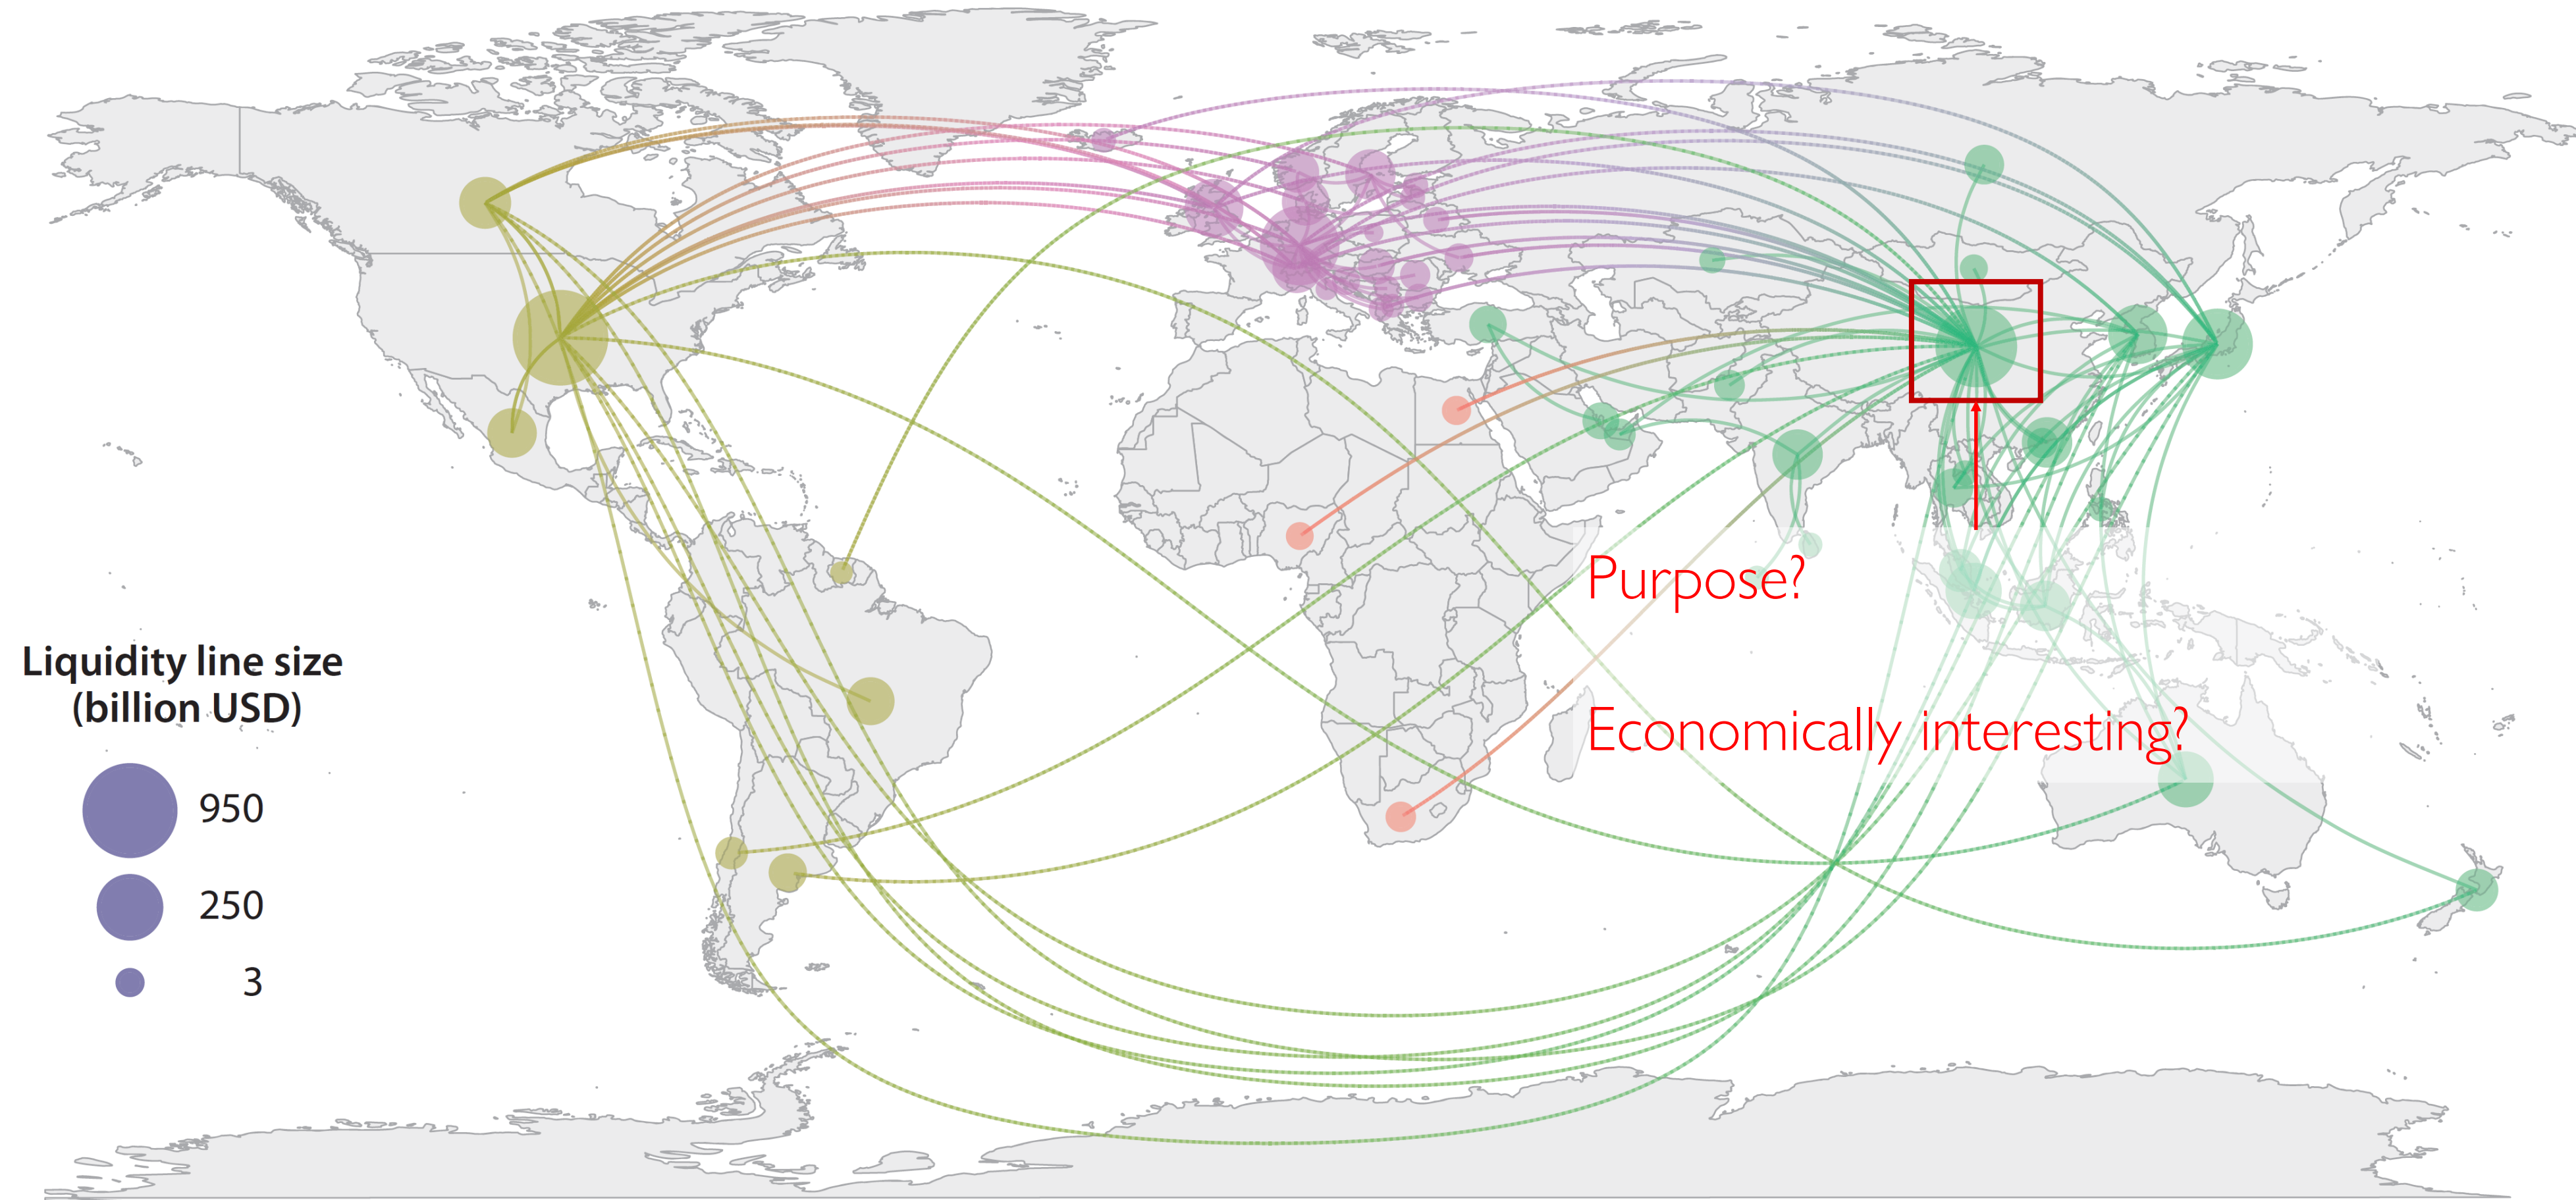 Purpose?
Economically interesting?
Liquidity line size
(billion USD)
950
250
3